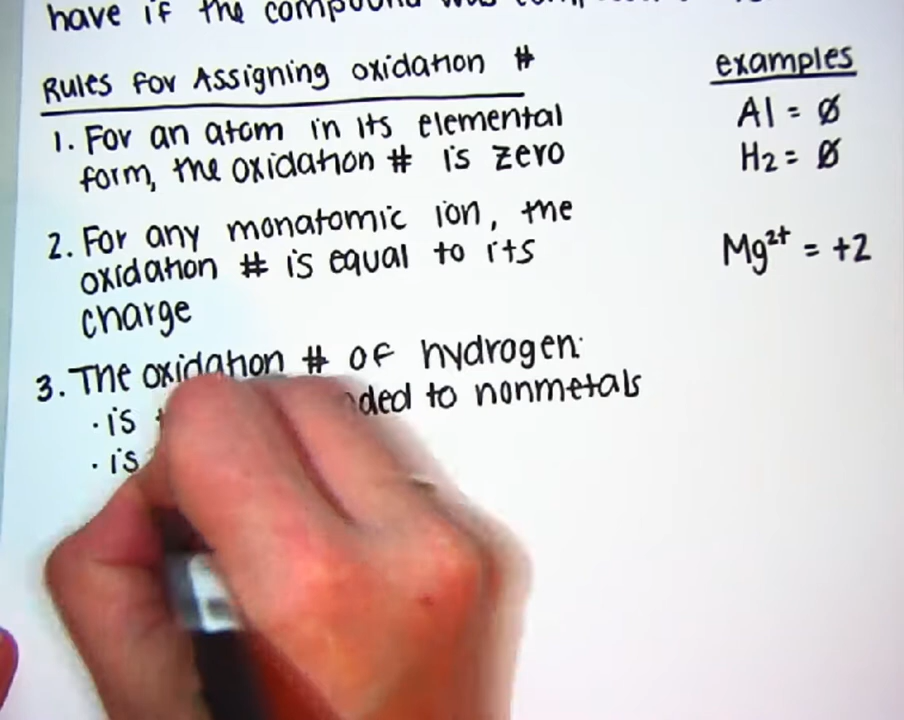 have if the compound was
Rules for Assigning oxidation #
examples
1. For an atom in its elemental
form, the oxidation # is zero
Al = Ø
H2 = Ø
2. For any monatomic ion, the
oxidation # is equal to its
charge
Mg²⁺ = +2
3. The oxidation # of hydrogen:
· is ded to nonmetals
· is